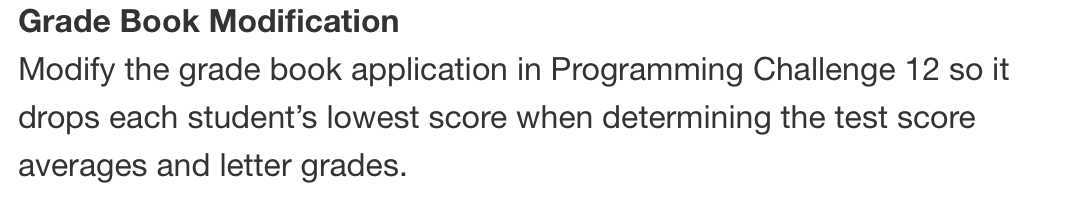 Grade Book Modification
Modify the grade book application in Programming Challenge 12 so it
drops each student’s lowest score when determining the test score
averages and letter grades.